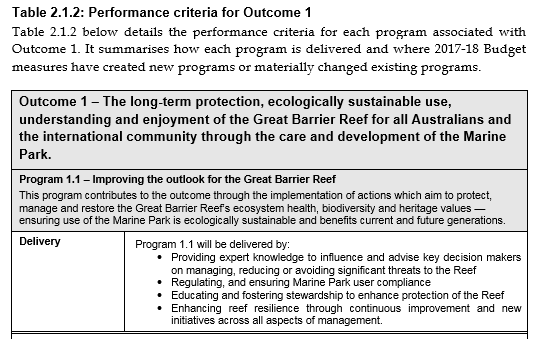 Table 2.1.2: Performance criteria for Outcome 1
Table 2.1.2 below details the performance criteria for each program associated with
Outcome 1. It summarises how each program is delivered and where 2017-18 Budget
measures have created new programs or materially changed existing programs.
Outcome 1 – The long-term protection, ecologically sustainable use,
understanding and enjoyment of the Great Barrier Reef for all Australians and
the international community through the care and development of the Marine
Park.
Program 1.1 – Improving the outlook for the Great Barrier Reef
This program contributes to the outcome through the implementation of actions which aim to protect,
manage and restore the Great Barrier Reef's ecosystem health, biodiversity and heritage values —
ensuring use of the Marine Park is ecologically sustainable and benefits current and future generations.
Delivery
Program 1.1 will be delivered by:
• Providing expert knowledge to influence and advise key decision makers
on managing, reducing or avoiding significant threats to the Reef
• Regulating, and ensuring Marine Park user compliance
• Educating and fostering stewardship to enhance protection of the Reef
• Enhancing reef resilience through continuous improvement and new
initiatives across all aspects of management.